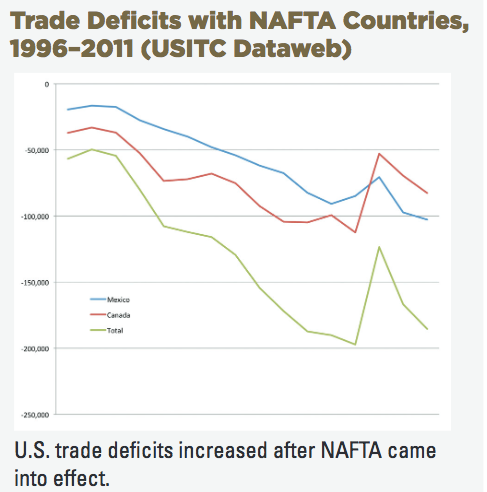 Trade Deficits with NAFTA Countries,
1996–2011 (USITC Dataweb)
0
-50,000
-100,000
-150,000
Mexico
Canada
Total
-200,000
-250,000
U.S. trade deficits increased after NAFTA came
into effect.